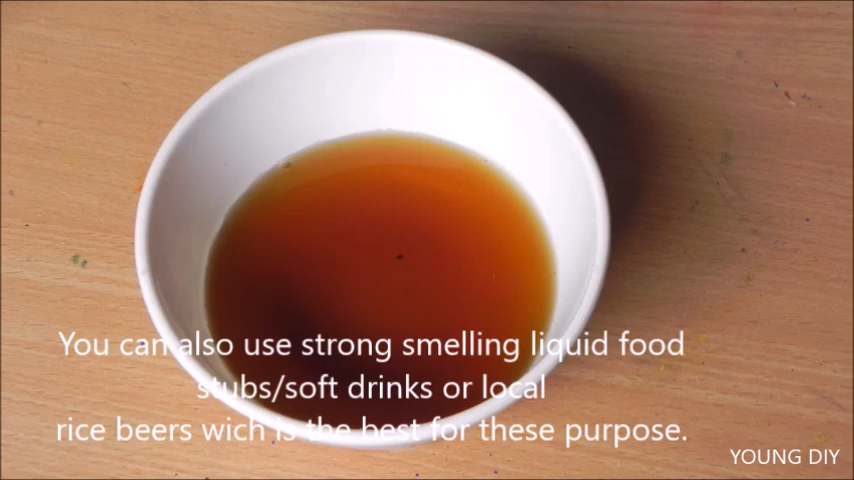 You can also use strong smelling liquid food
stubs/soft drinks or local
rice beers wich is the best for these purpose.
YOUNG DIY